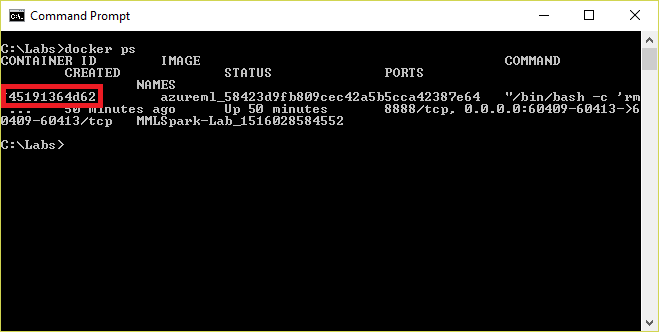 Command Prompt
C:\Labs>docker ps
CONTAINER ID        IMAGE                                      COMMAND
        CREATED             STATUS              PORTS
                 NAMES
45191364d62        azureml_58423d9fb809cec42a5b5cca42387e64   "/bin/bash -c 'rm
 ...    50 minutes ago      Up 50 minutes       8888/tcp, 0.0.0.0:60409-60413->6
0409-60413/tcp   MMLSpark-Lab_1516028584552
C:\Labs>